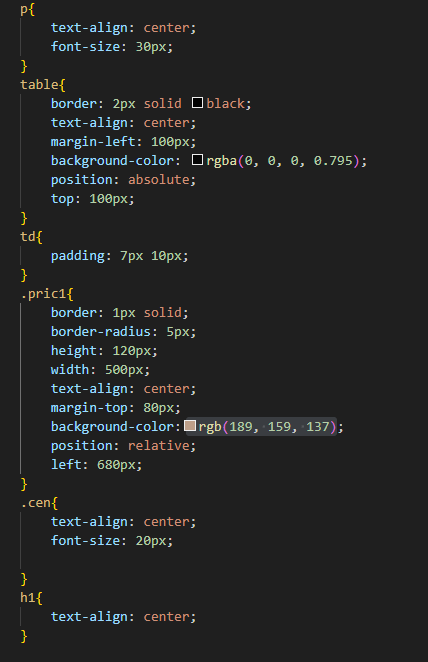 p{
    text-align: center;
    font-size: 30px;
}
table{
    border: 2px solid black;
    text-align: center;
    margin-left: 100px;
    background-color: rgba(0, 0, 0, 0.795);
    position: absolute;
    top: 100px;
}
td{
    padding: 7px 10px;
}
.pric1{
    border: 1px solid;
    border-radius: 5px;
    height: 120px;
    width: 500px;
    text-align: center;
    margin-top: 80px;
    background-color:rgb(189, 159, 137);
    position: relative;
    left: 680px;
}
.cen{
    text-align: center;
    font-size: 20px;

}
h1{
    text-align: center;
}